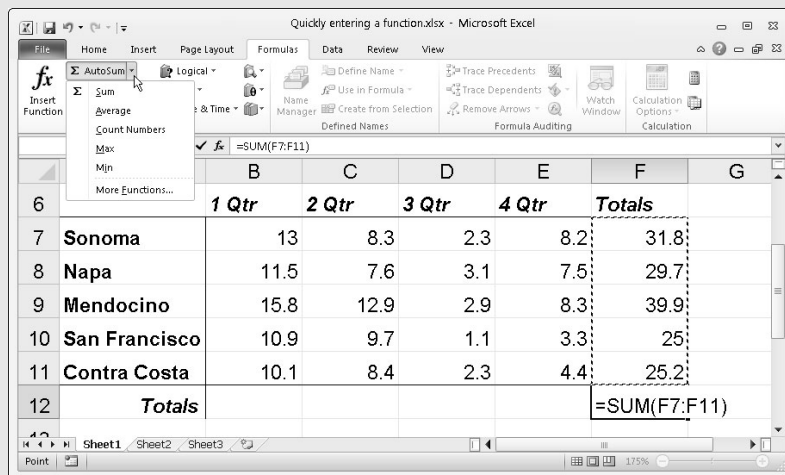 Quickly entering a function.xlsx - Microsoft Excel
File Home Insert Page Layout Formulas Data Review View
fx Insert Function
Σ AutoSum
Logical
& Time
Name Manager
Define Name
Use in Formula
Create from Selection
Defined Names
Trace Precedents
Trace Dependents
Remove Arrows
Formula Auditing
Watch Window
Calculation Options
Calculation
Σ Sum
Average
Count Numbers
Max
Min
More Functions...
fx =SUM(F7:F11)
B C D E F G
6 1 Qtr 2 Qtr 3 Qtr 4 Qtr Totals
7 Sonoma 13 8.3 2.3 8.2 31.8
8 Napa 11.5 7.6 3.1 7.5 29.7
9 Mendocino 15.8 12.9 2.9 8.3 39.9
10 San Francisco 10.9 9.7 1.1 3.3 25
11 Contra Costa 10.1 8.4 2.3 4.4 25.2
12 Totals =SUM(F7:F11)
Sheet1 Sheet2 Sheet3
Point 175%